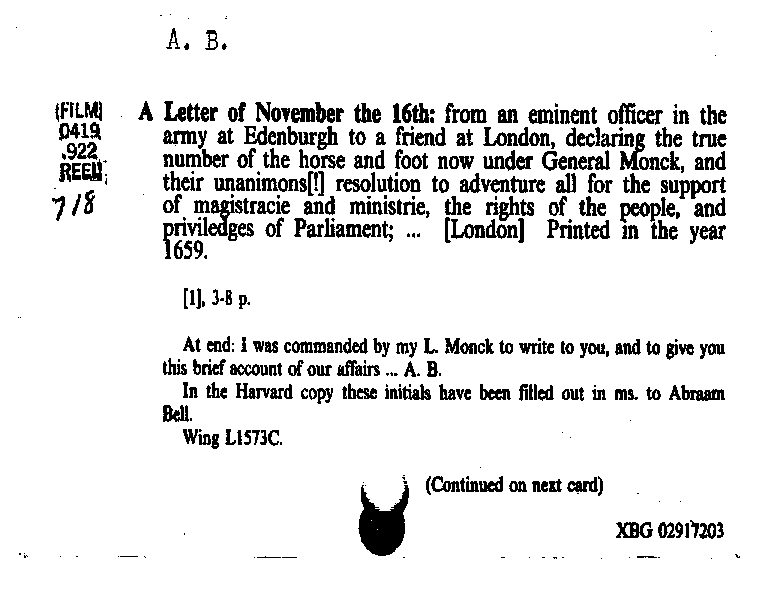 A. B.
(FILM)
0419
.922
REEL:
718
A Letter of November the 16th: from an eminent officer in the
army at Edenburgh to a friend at London, declaring the true
number of the horse and foot now under General Monck, and
their unanimons[!] resolution to adventure all for the support
of magistracie and ministrie, the rights of the people, and
priviledges of Parliament; ... [London] Printed in the year
1659.
[1], 3-8 p.
At end: I was commanded by my L. Monck to write to you, and to give you
this brief account of our affairs ... A. B.
In the Harvard copy these initials have been filled out in ms. to Abraam
Bell.
Wing L1573C.
(Continued on next card)
XBG 02917203